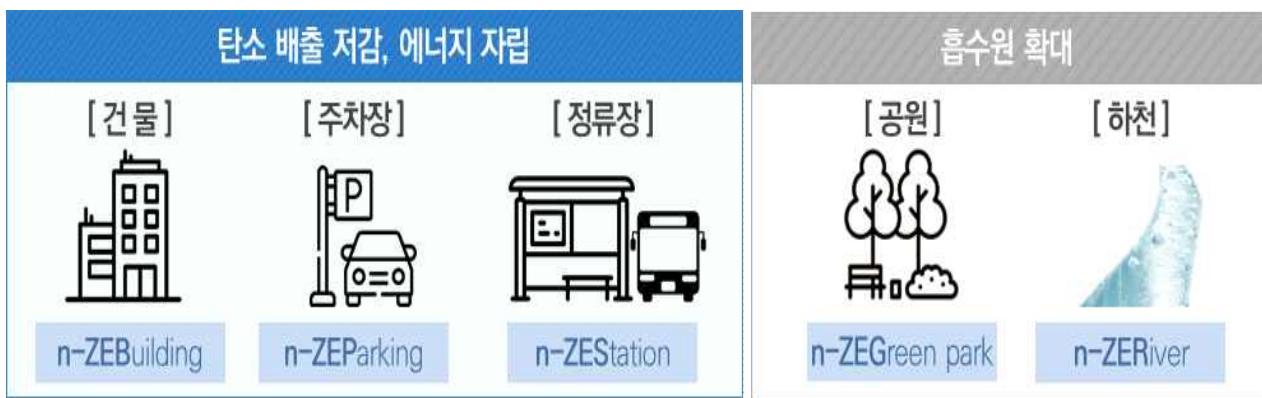 탄소 배출 저감, 에너지 자립
[건물]
[주차장]
[정류장]
P
n-ZEBuilding
n-ZEParking
n-ZEStation
흡수원 확대
[공원]
[하천]
n-ZEGreen park
n-ZERiver